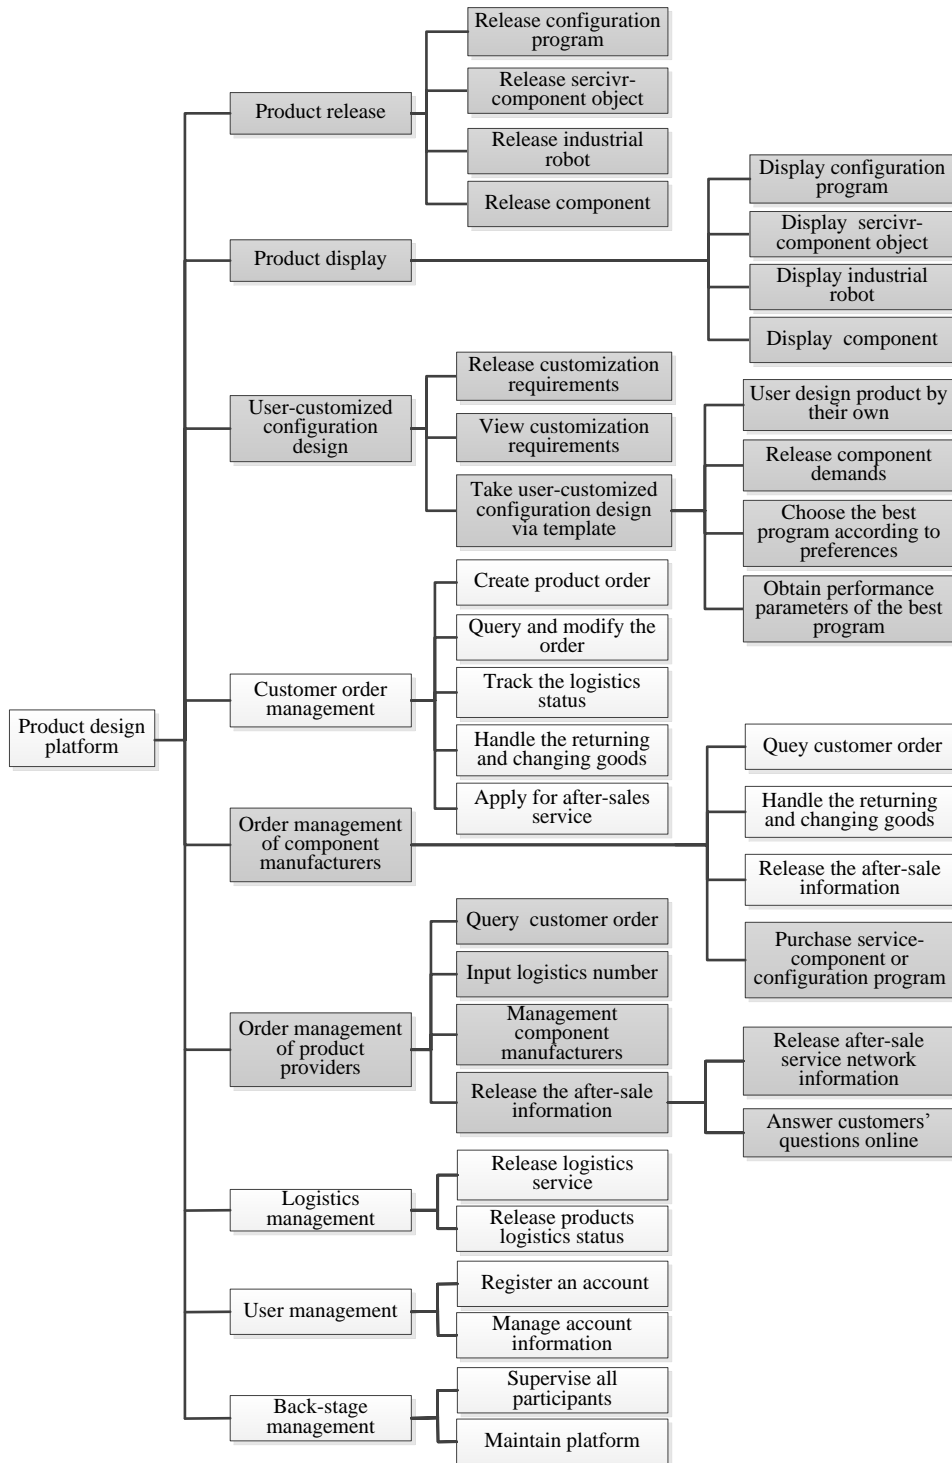 Release configuration
program
Release sercivr-
component object
Product release
Release industrial
robot
Release component
Display configuration
program
Display sercivr-
component object
Product display
Display industrial
robot
Display component
Release customization
requirements
User-customized
configuration
design
View customization
requirements
Take user-customized
configuration design
via template
User design product by
their own
Release component
demands
Choose the best
program according to
preferences
Obtain performance
parameters of the best
program
Create product order
Query and modify the
order
Customer order
management
Track the logistics
status
Handle the returning
and changing goods
Apply for after-sales
service
Product design
platform
Quey customer order
Order management
of component
manufacturers
Handle the returning
and changing goods
Release the after-sale
information
Purchase service-
component or
configuration program
Query customer order
Input logistics number
Order management
of product
providers
Management
component
manufacturers
Release the after-sale
information
Release after-sale
service network
information
Answer customers’
questions online
Release logistics
service
Logistics
management
Release products
logistics status
Register an account
User management
Manage account
information
Supervise all
participants
Back-stage
management
Maintain platform